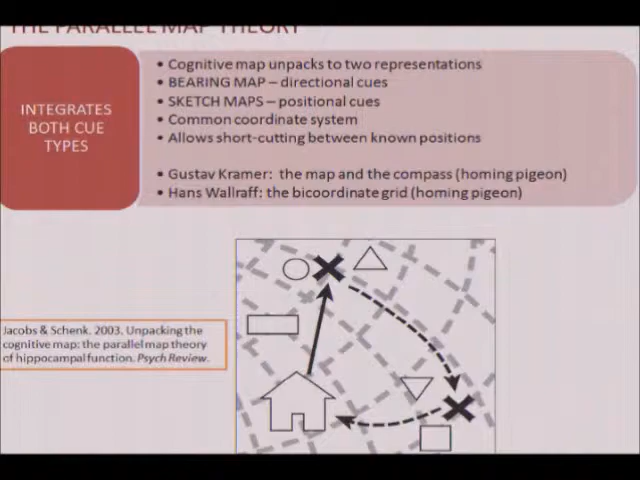 THE PARALLEL MAP THEORY
INTEGRATES
BOTH CUE
TYPES
• Cognitive map unpacks to two representations
• BEARING MAP – directional cues
• SKETCH MAPS – positional cues
• Common coordinate system
• Allows short-cutting between known positions
• Gustav Kramer: the map and the compass (homing pigeon)
• Hans Wallraff: the bicoordinate grid (homing pigeon)
Jacobs & Schenk. 2003. Unpacking the
cognitive map: the parallel map theory
of hippocampal function. Psych Review.